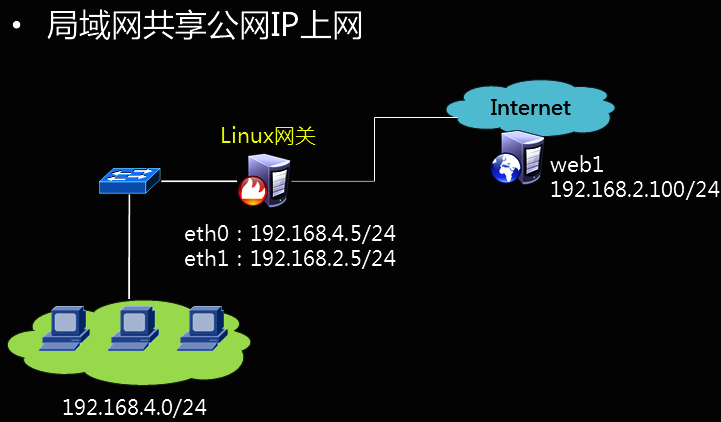 • 局域网共享公网IP上网
Internet
Linux网关
web1
192.168.2.100/24
eth0：192.168.4.5/24
eth1：192.168.2.5/24
192.168.4.0/24